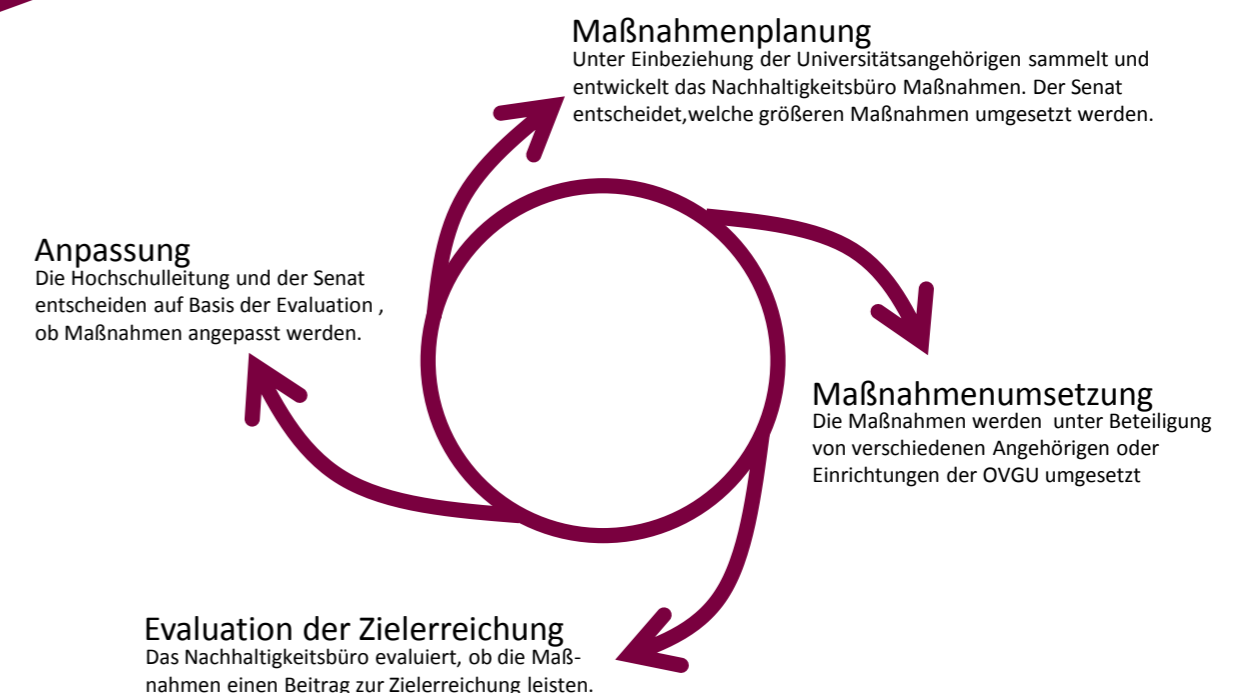 Maßnahmenplanung
Unter Einbeziehung der Universitätsangehörigen sammelt und
entwickelt das Nachhaltigkeitsbüro Maßnahmen. Der Senat
entscheidet,welche größeren Maßnahmen umgesetzt werden.
Anpassung
Die Hochschulleitung und der Senat
entscheiden auf Basis der Evaluation ,
ob Maßnahmen angepasst werden.
Maßnahmenumsetzung
Die Maßnahmen werden  unter Beteiligung
von verschiedenen Angehörigen oder
Einrichtungen der OVGU umgesetzt
Evaluation der Zielerreichung
Das Nachhaltigkeitsbüro evaluiert, ob die Maß-
nahmen einen Beitrag zur Zielerreichung leisten.